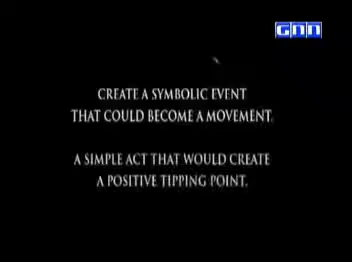 GNN
CREATE A SYMBOLIC EVENT
THAT COULD BECOME A MOVEMENT.
A SIMPLE ACT THAT WOULD CREATE
A POSITIVE TIPPING POINT.